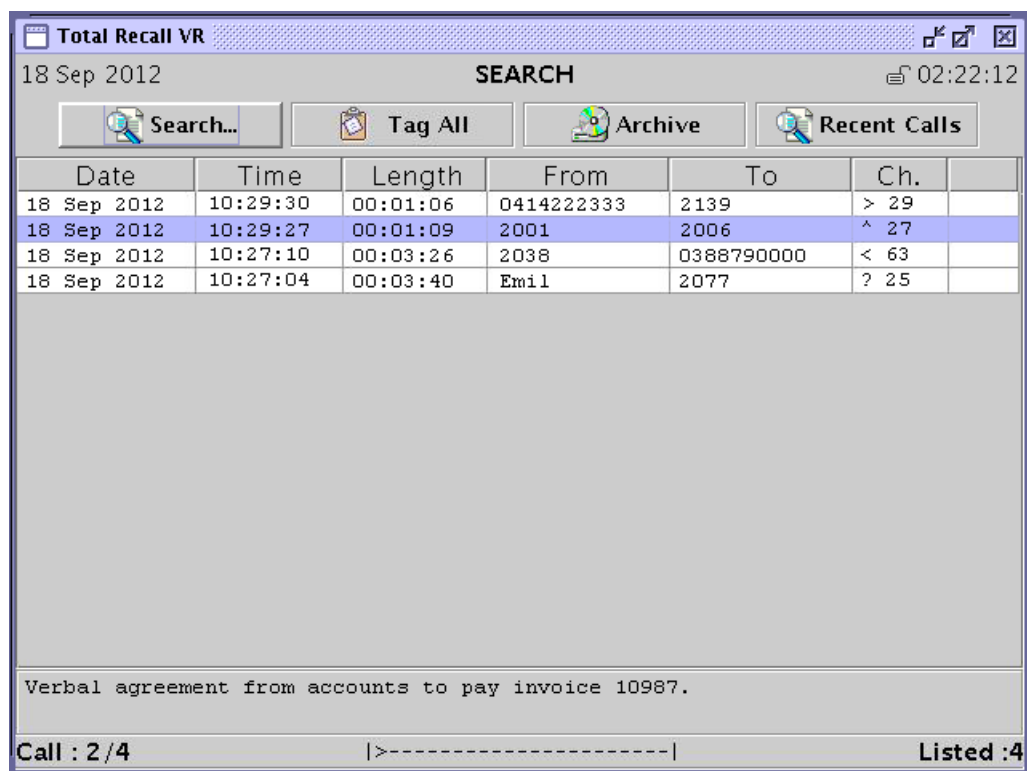 Total Recall VR
18 Sep 2012 SEARCH 02:22:12
Search... Tag All Archive Recent Calls
Date Time Length From To Ch.
18 Sep 2012 10:29:30 00:01:06 0414222333 2139 > 29
18 Sep 2012 10:29:27 00:01:09 2001 2006 ^ 27
18 Sep 2012 10:27:10 00:03:26 2038 0388790000 < 63
18 Sep 2012 10:27:04 00:03:40 Emil 2077 ? 25
Verbal agreement from accounts to pay invoice 10987.
Call : 2/4 |>-----------------------| Listed :4